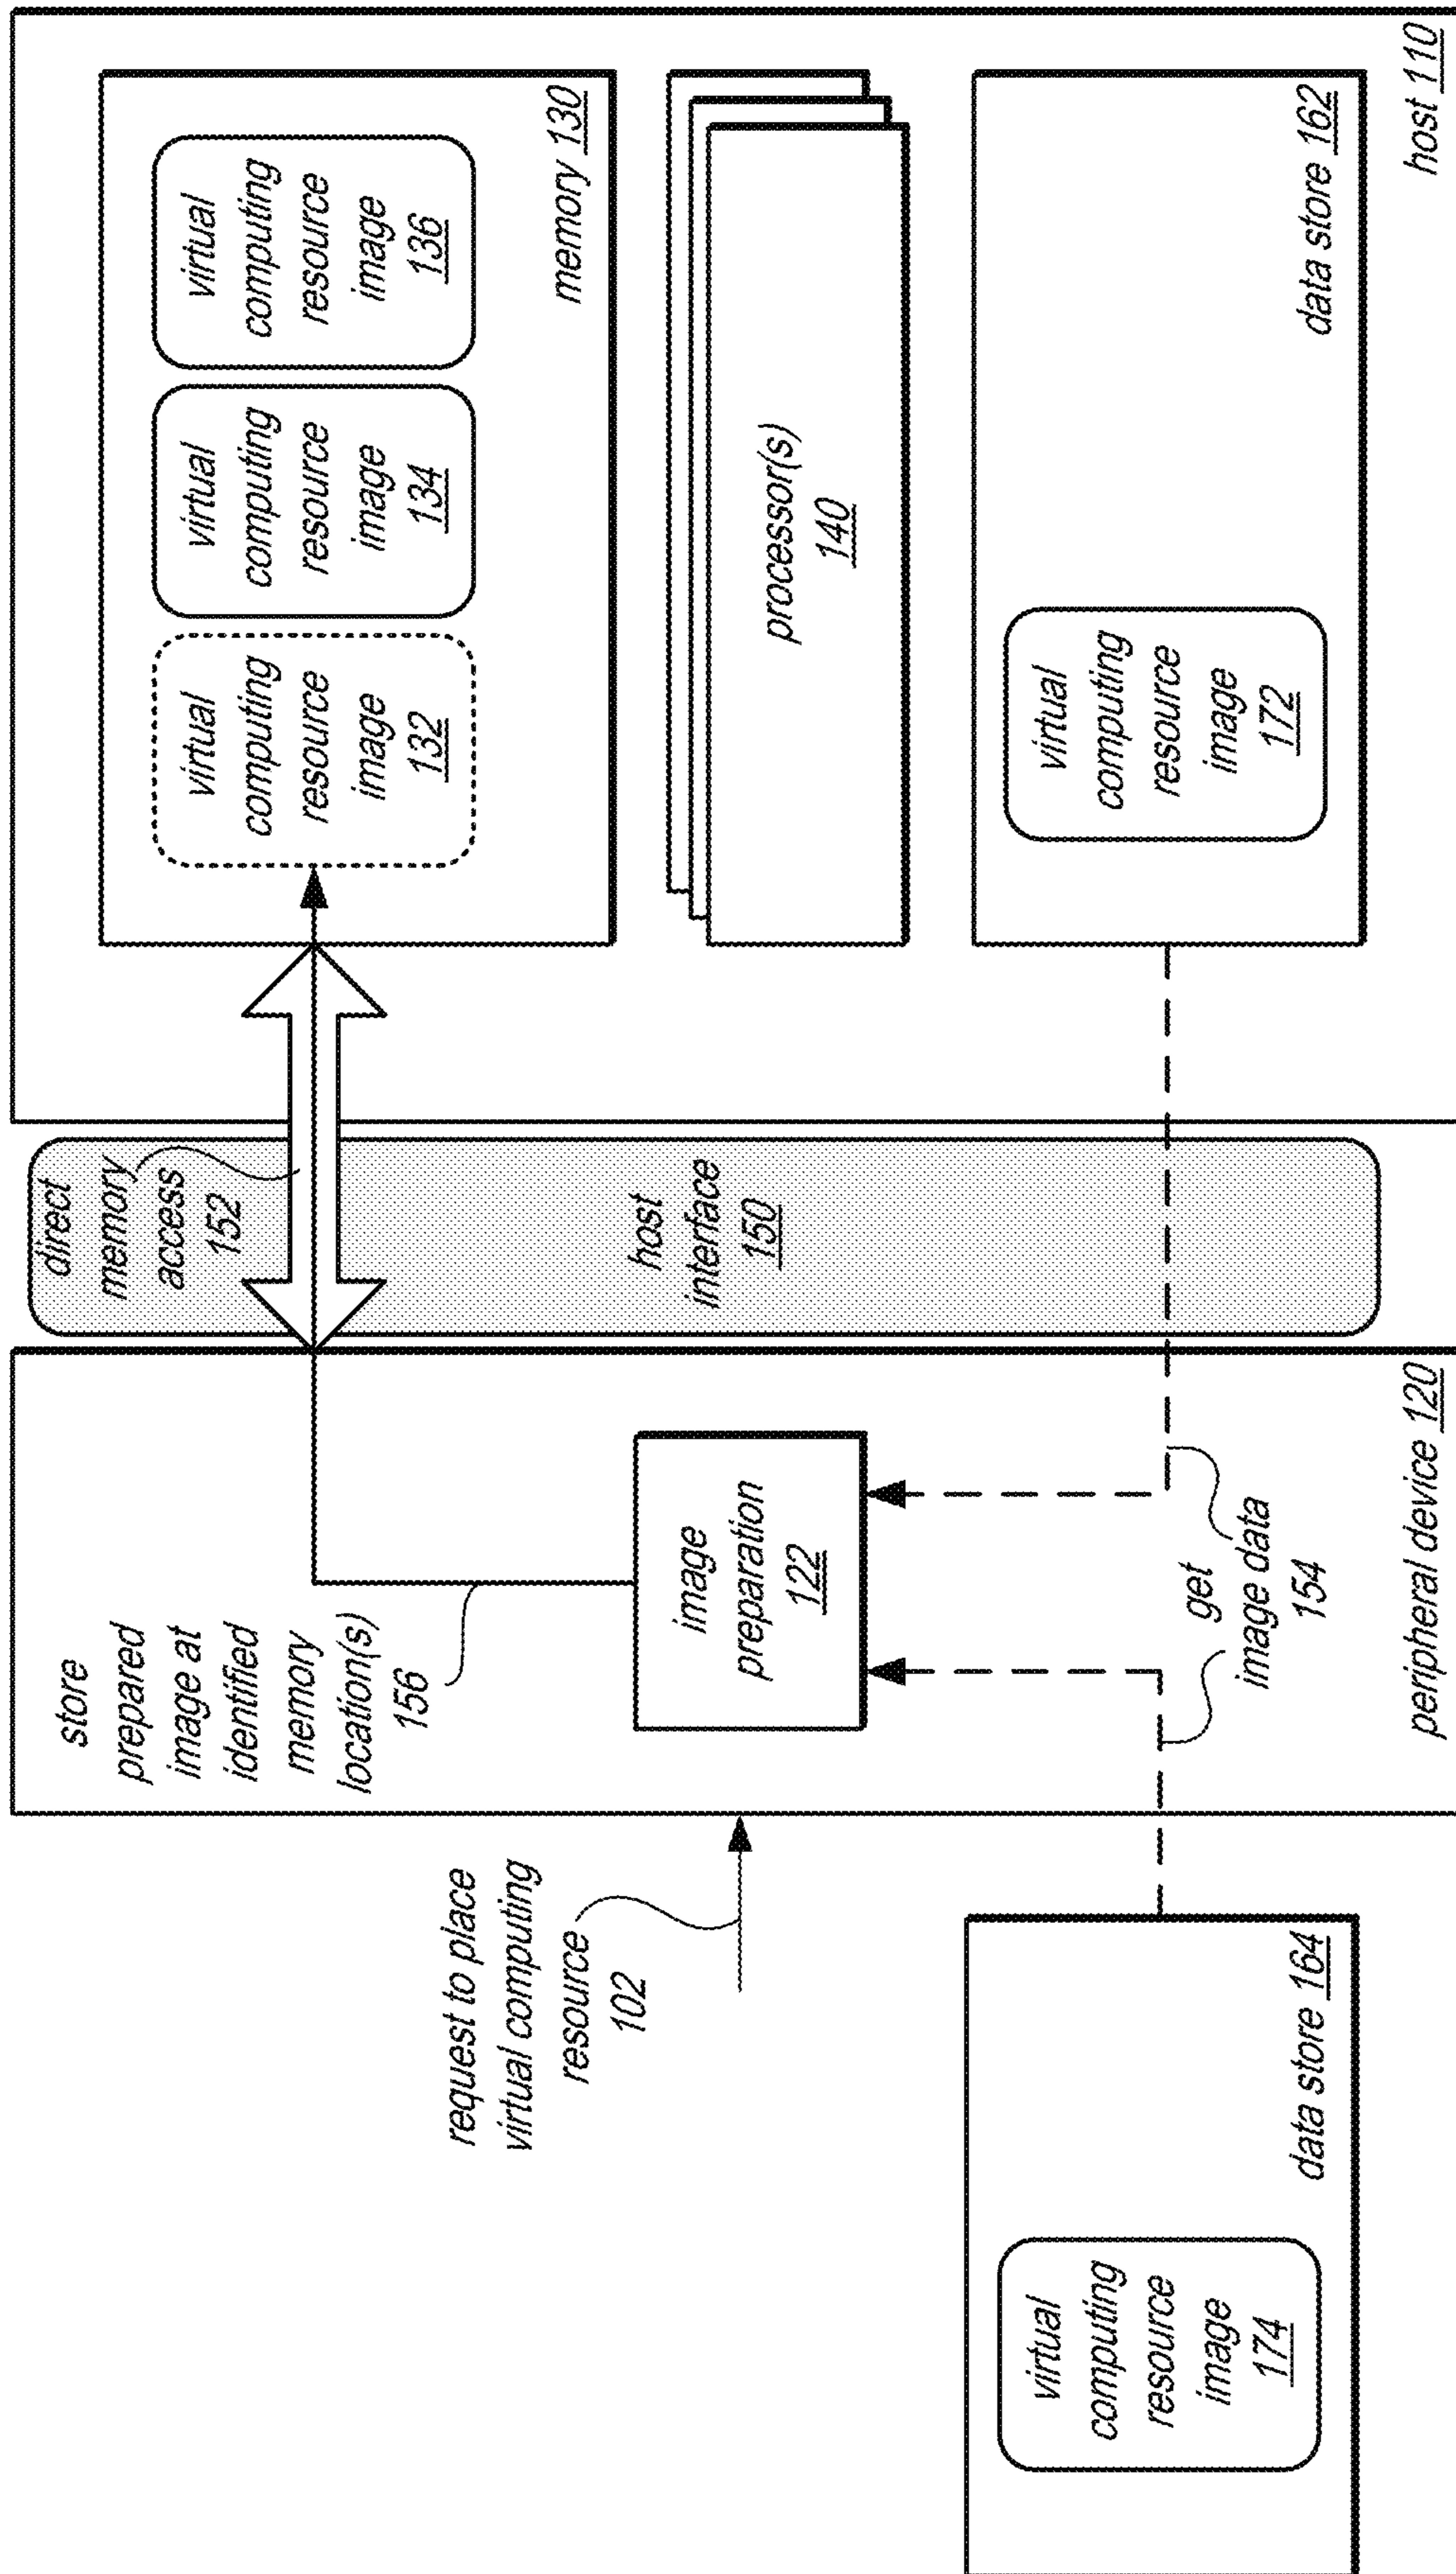 store
prepared
image at
identified
memory
location(s)
156
request to place
virtual computing
resource
102
image
preparation
122
get
image data
154
peripheral device 120
virtual
computing
resource
image
174
data store 164
direct
memory
access
152
host
interface
150
virtual
computing
resource
image
132
virtual
computing
resource
image
134
virtual
computing
resource
image
136
memory 130
processor(s)
140
virtual
computing
resource
image
172
data store 162
host 110